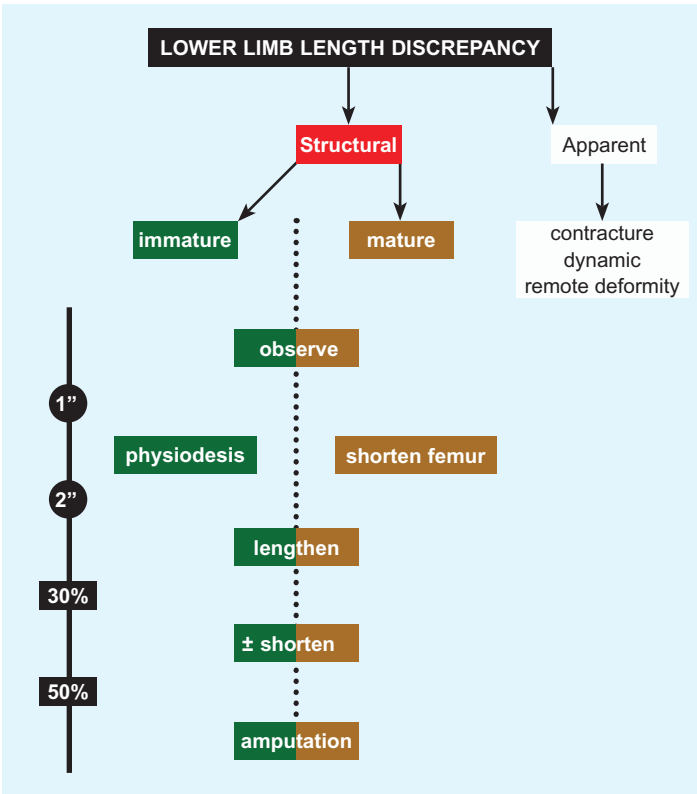 LOWER LIMB LENGTH DISCREPANCY
Structural
Apparent
immature
mature
contracture
dynamic
remote deformity
observe
1”
physiodesis
shorten femur
2”
lengthen
30%
± shorten
50%
amputation